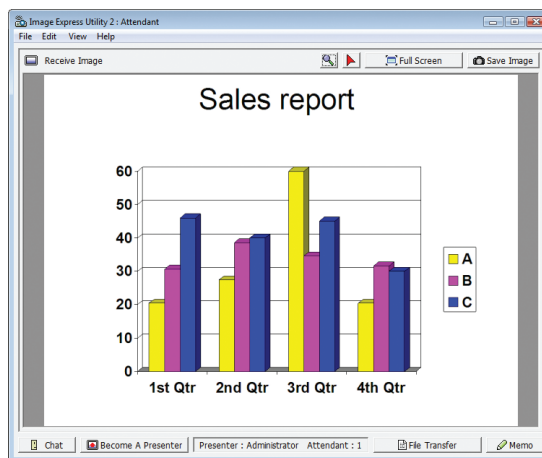 Image Express Utility 2 : Attendant
File Edit View Help
Receive Image
Full Screen
Save Image
Sales report
60
50
40
30
20
10
0
1st Qtr 2nd Qtr 3rd Qtr 4th Qtr
A
B
C
Chat
Become A Presenter
Presenter : Administrator Attendant : 1
File Transfer
Memo